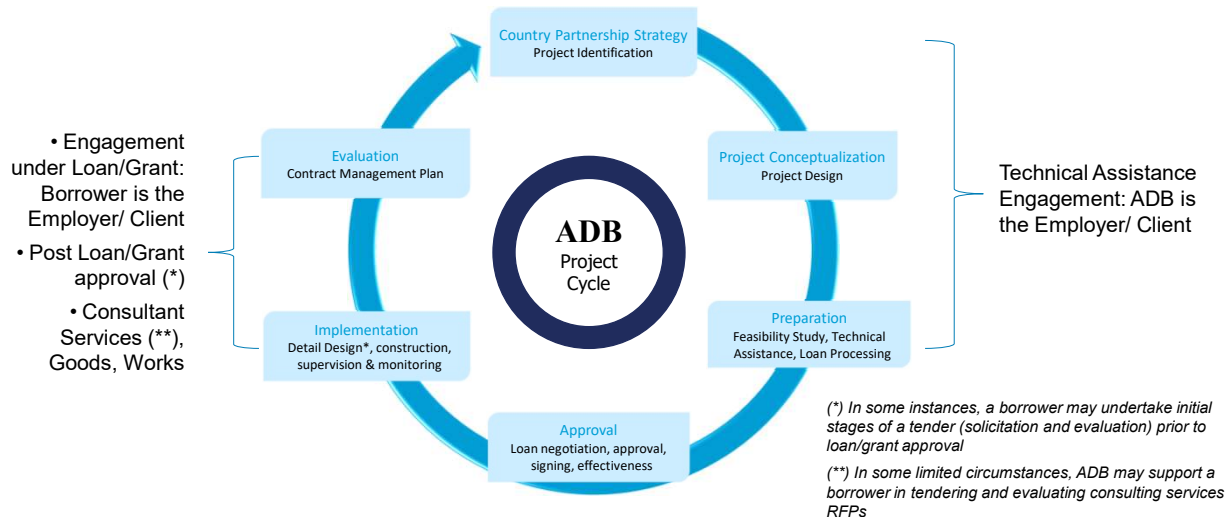 Country Partnership Strategy
Project Identification
Project Conceptualization
Project Design
Preparation
Feasibility Study, Technical
Assistance, Loan Processing
Approval
Loan negotiation, approval,
signing, effectiveness
Implementation
Detail Design*, construction,
supervision & monitoring
Evaluation
Contract Management Plan
ADB
Project
Cycle
• Engagement
under Loan/Grant:
Borrower is the
Employer/ Client
• Post Loan/Grant
approval (*)
• Consultant
Services (**),
Goods, Works
Technical Assistance
Engagement: ADB is
the Employer/ Client
(*) In some instances, a borrower may undertake initial
stages of a tender (solicitation and evaluation) prior to
loan/grant approval
(**) In some limited circumstances, ADB may support a
borrower in tendering and evaluating consulting services
RFPs